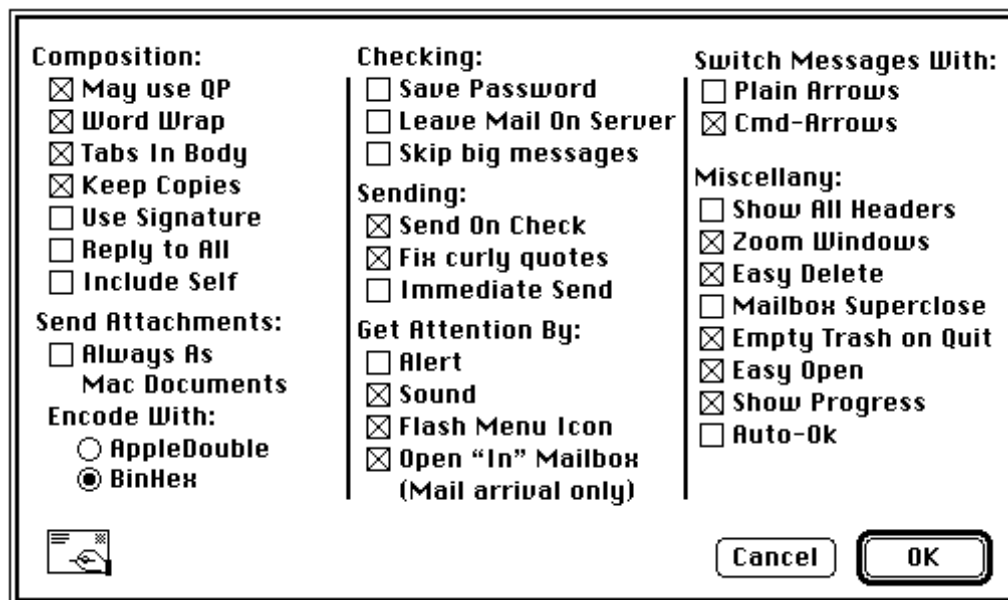 Composition:
May use QP
Word Wrap
Tabs In Body
Keep Copies
Use Signature
Reply to All
Include Self
Send Attachments:
Always As
Mac Documents
Encode With:
AppleDouble
BinHex
Checking:
Save Password
Leave Mail On Server
Skip big messages
Sending:
Send On Check
Fix curly quotes
Immediate Send
Get Attention By:
Alert
Sound
Flash Menu Icon
Open “In” Mailbox
(Mail arrival only)
Switch Messages With:
Plain Arrows
Cmd-Arrows
Miscellany:
Show All Headers
Zoom Windows
Easy Delete
Mailbox Superclose
Empty Trash on Quit
Easy Open
Show Progress
Auto-Ok
Cancel
OK